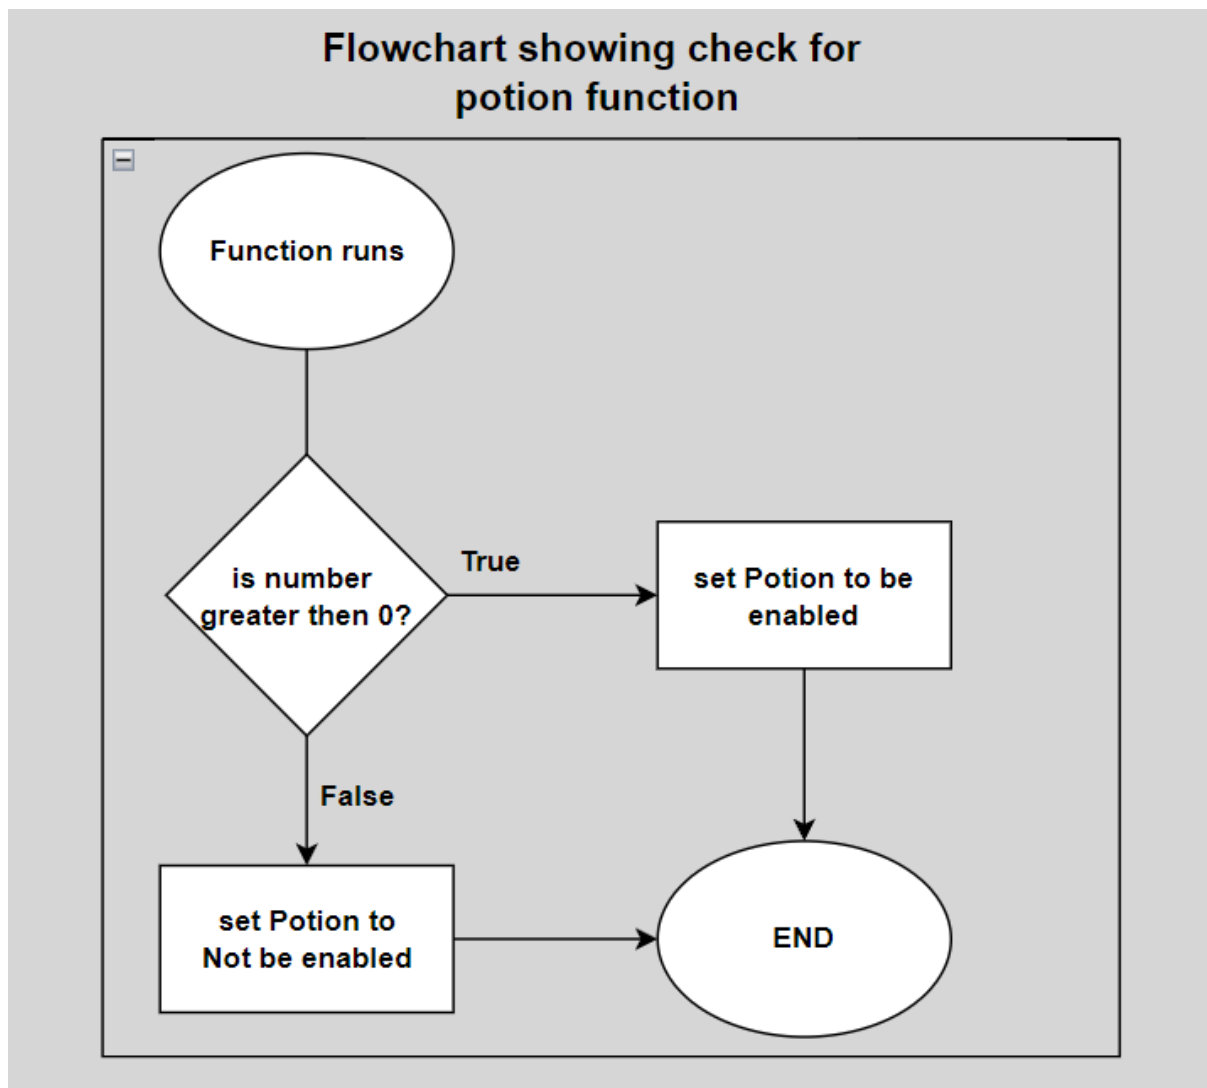 Flowchart showing check for
potion function
Function runs
is number
greater then 0?
True
set Potion to be
enabled
False
set Potion to
Not be enabled
END